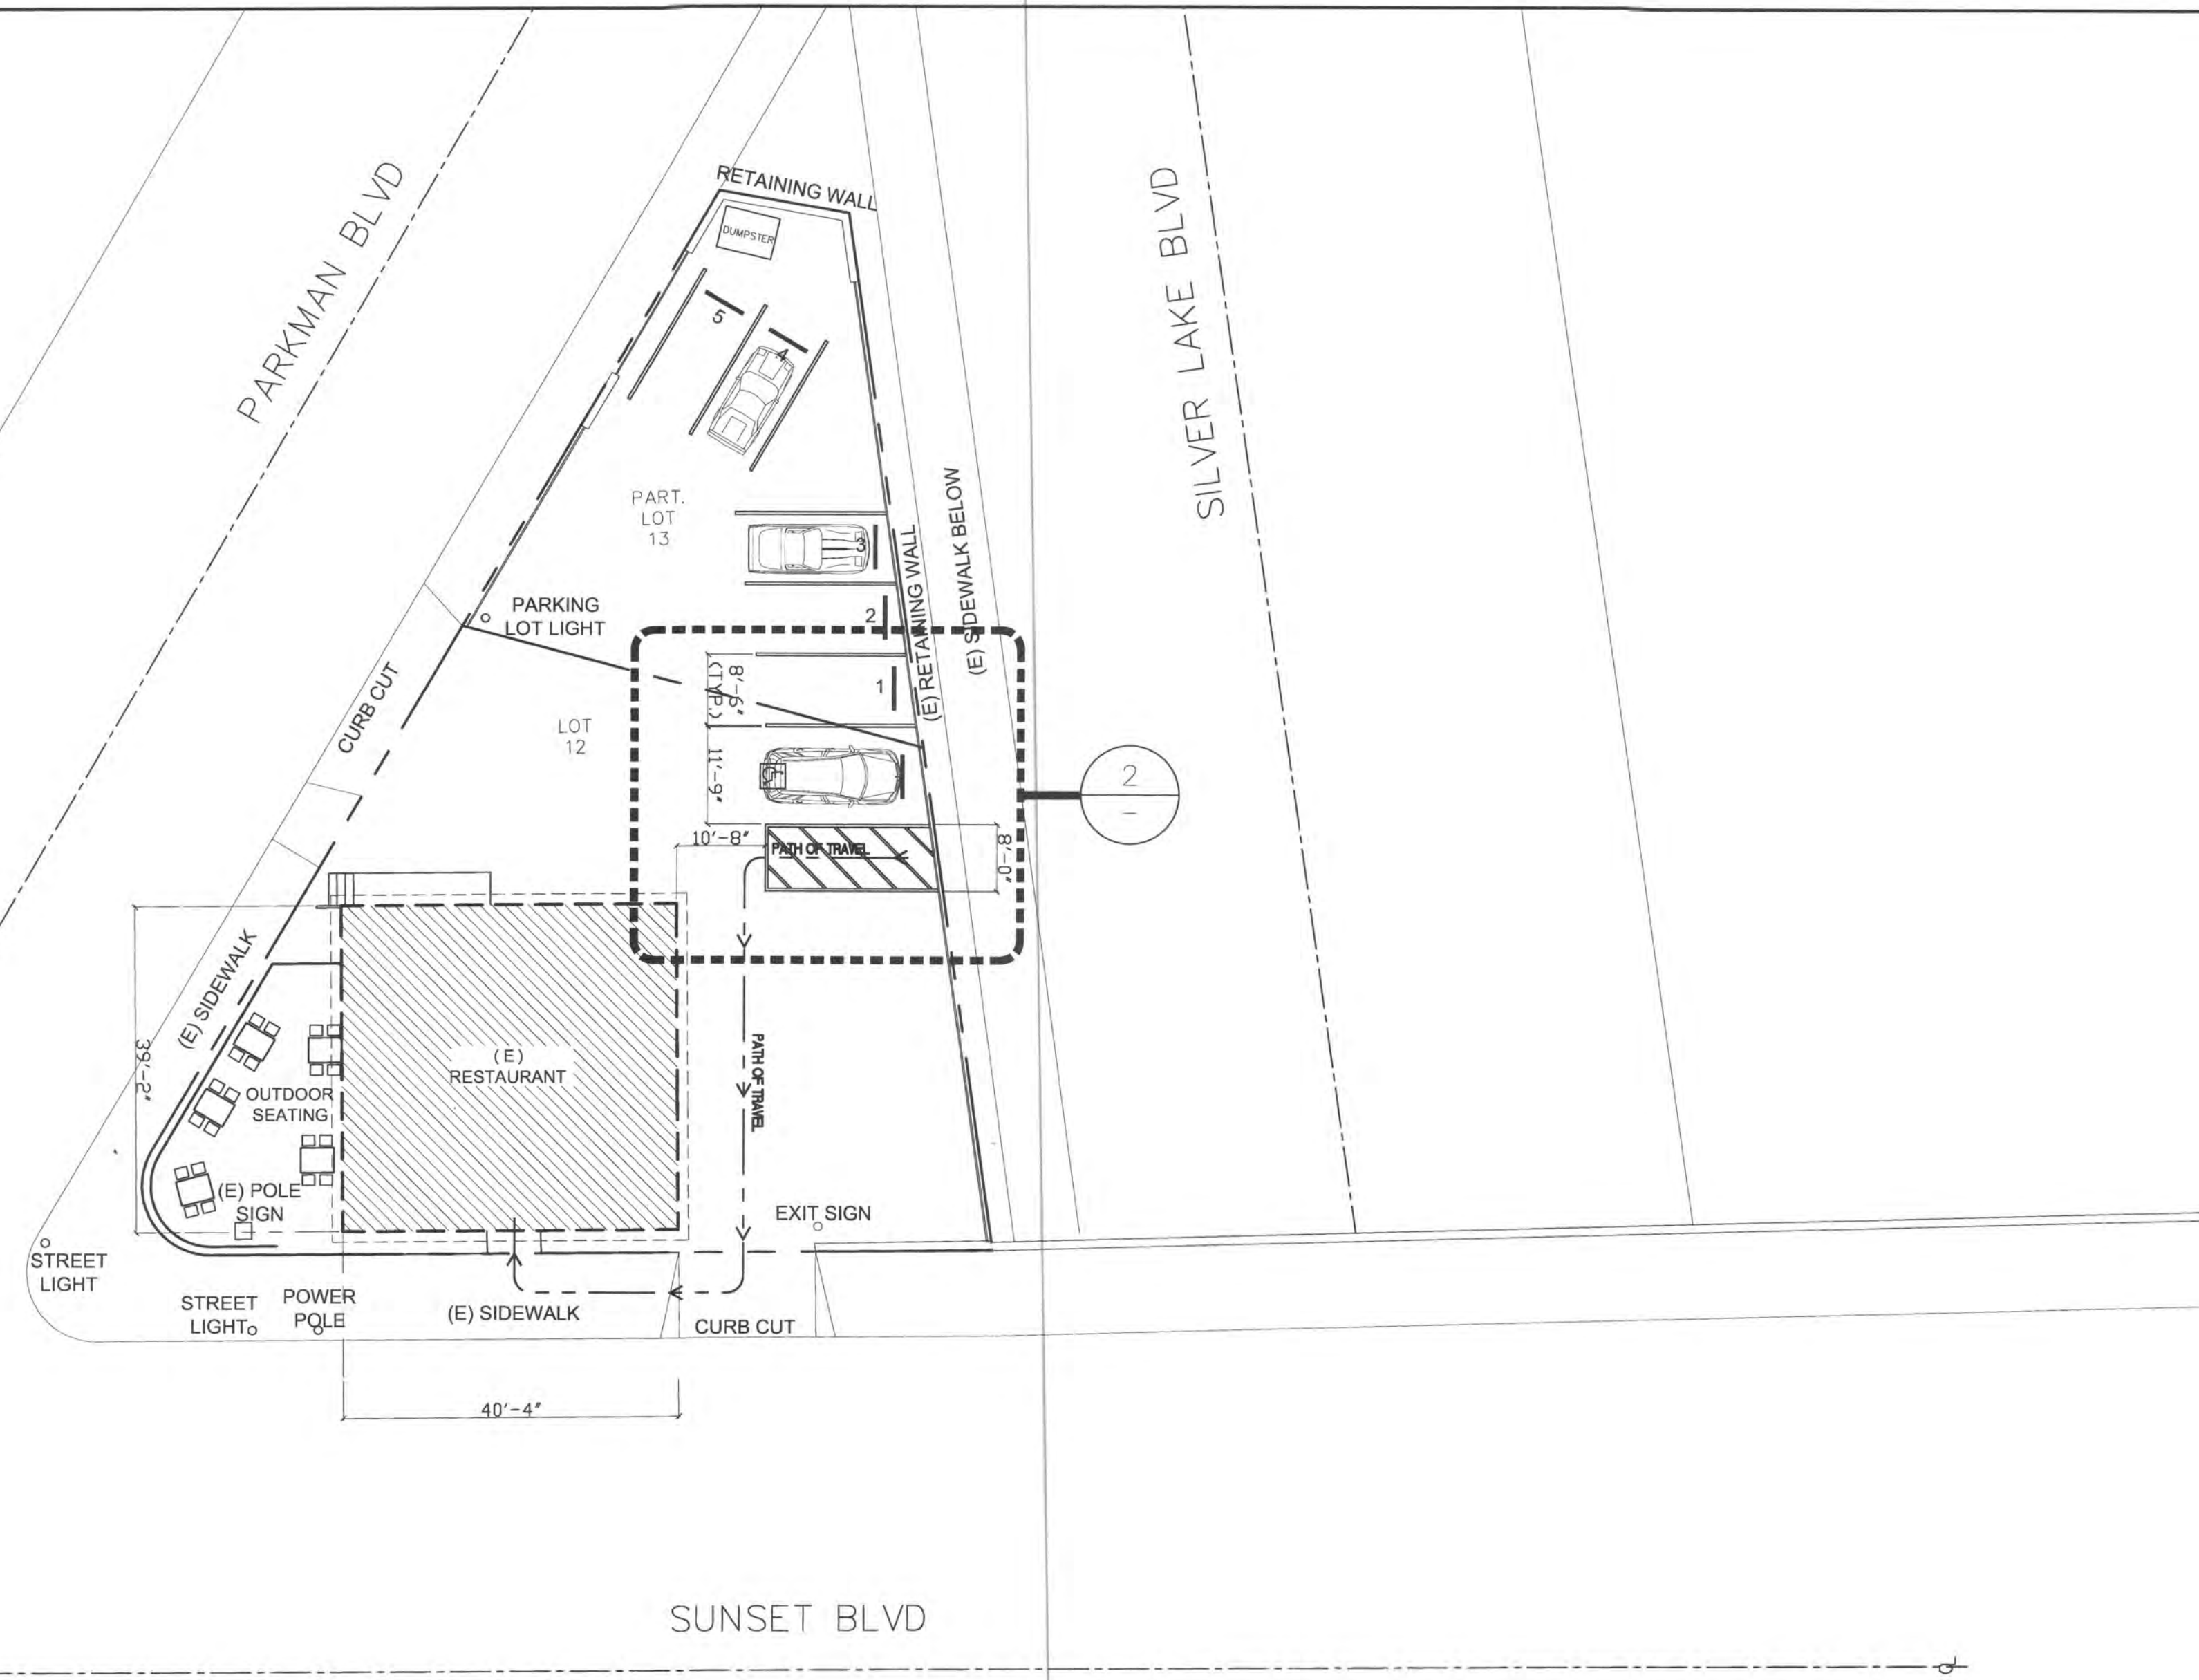 PARKMAN BLVD
RETAINING WALL
DUMPSTER
SILVER LAKE BLVD
5
4
PART.
LOT
13
3
(E) RETAINING WALL
(E) SIDEWALK BELOW
PARKING
LOT LIGHT
2
CURB CUT
8'-6"
(TYP.)
1
LOT
12
11'-9"
2
-
10'-8"
PATH OF TRAVEL
8'-0"
(E) SIDEWALK
39'-2"
(E)
RESTAURANT
PATH OF TRAVEL
OUTDOOR
SEATING
(E) POLE
SIGN
EXIT SIGN
STREET
LIGHT
STREET
LIGHT
POWER
POLE
(E) SIDEWALK
CURB CUT
40'-4"
SUNSET BLVD